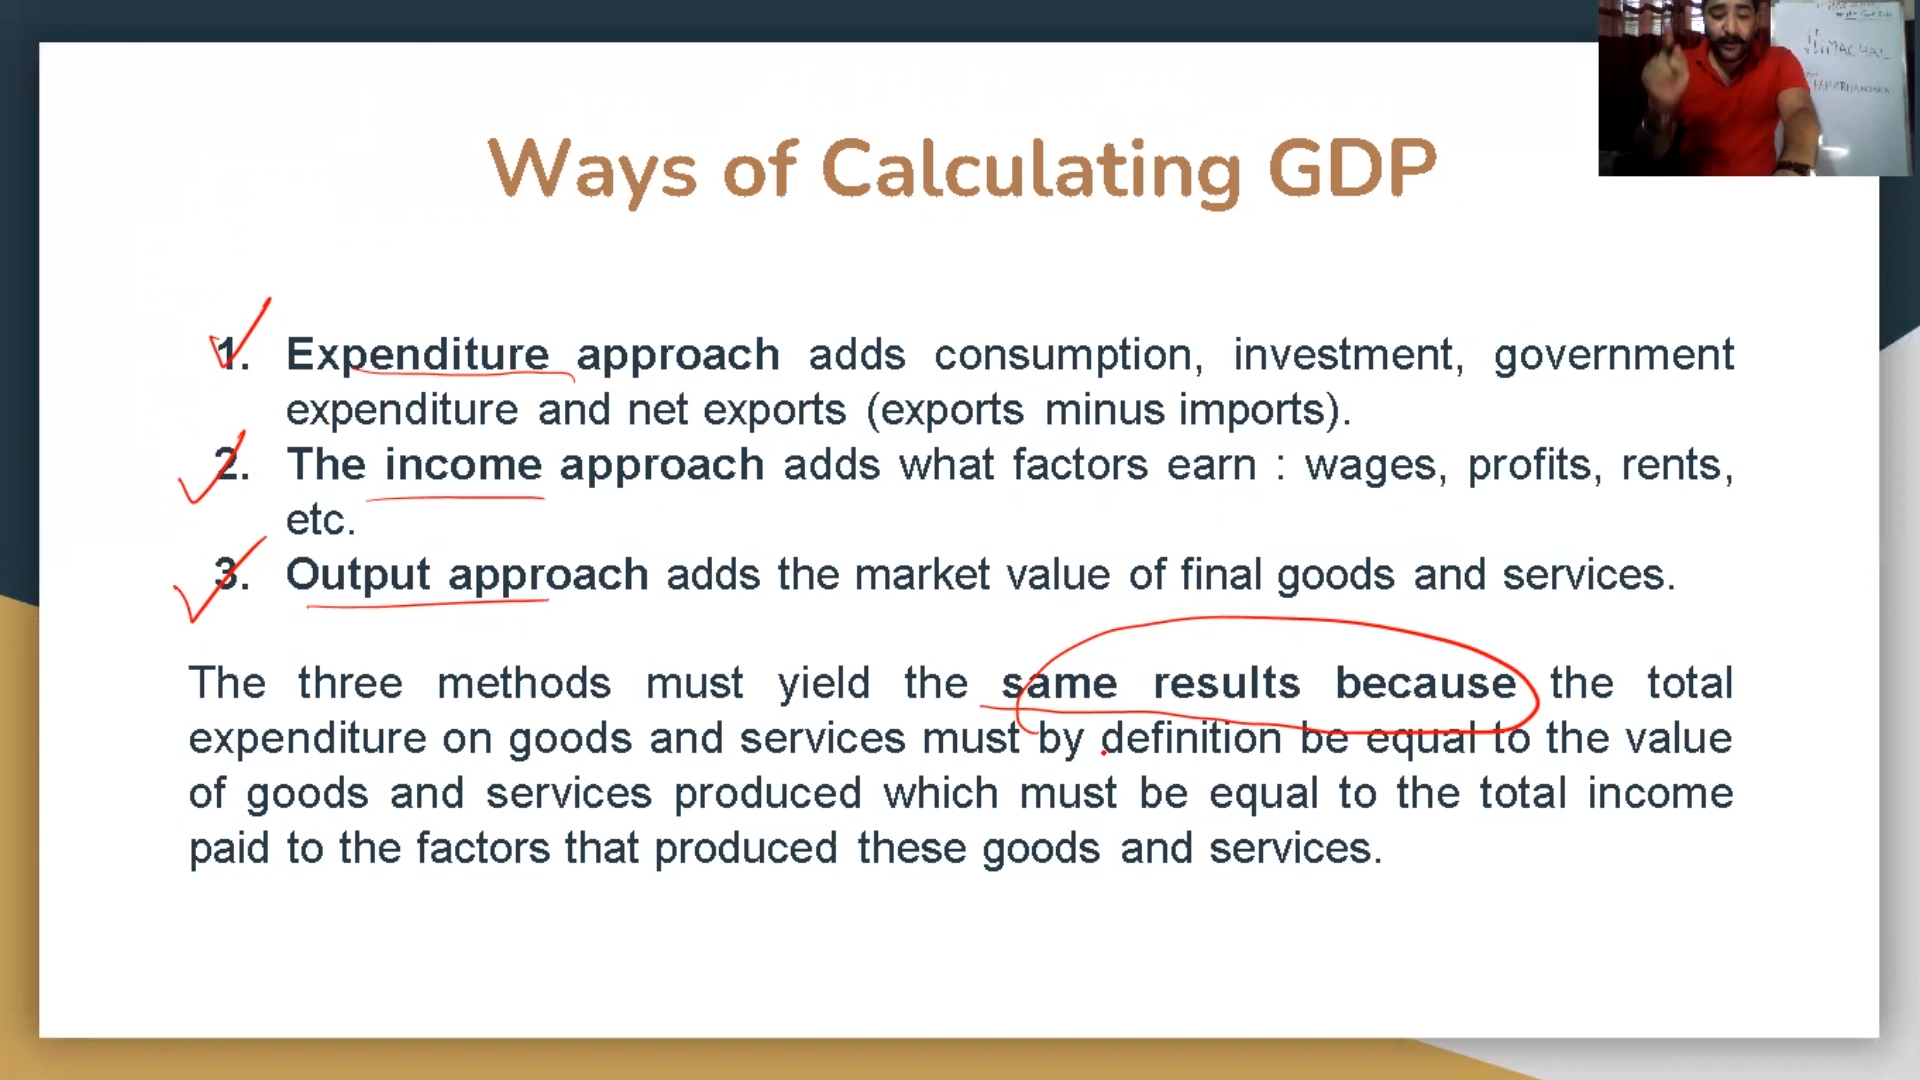 Ways of Calculating GDP
HIMACHAL
1. Expenditure approach adds consumption, investment, government
expenditure and net exports (exports minus imports).
2. The income approach adds what factors earn : wages, profits, rents,
etc.
3. Output approach adds the market value of final goods and services.
The three methods must yield the same results because the total
expenditure on goods and services must by definition be equal to the value
of goods and services produced which must be equal to the total income
paid to the factors that produced these goods and services.